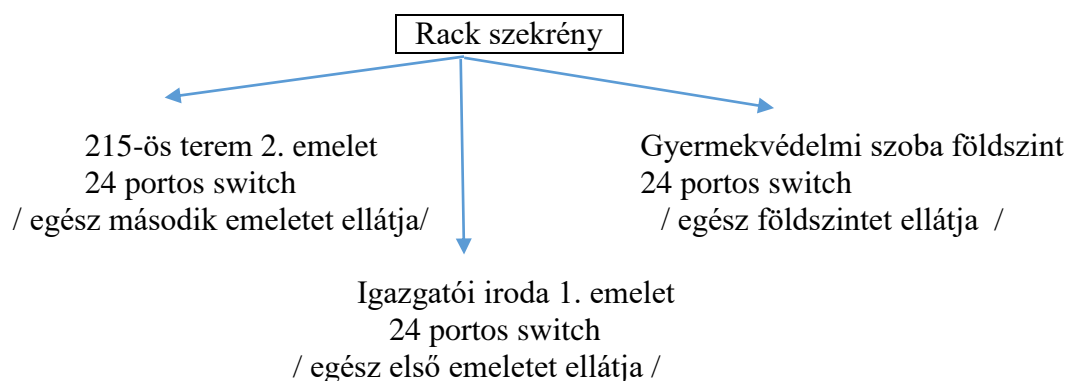 Rack szekrény
215-ös terem 2. emelet
24 portos switch
/ egész második emeletet ellátja/
Gyermekvédelmi szoba földszint
24 portos switch
/ egész földszintet ellátja /
Igazgatói iroda 1. emelet
24 portos switch
/ egész első emeletet ellátja /